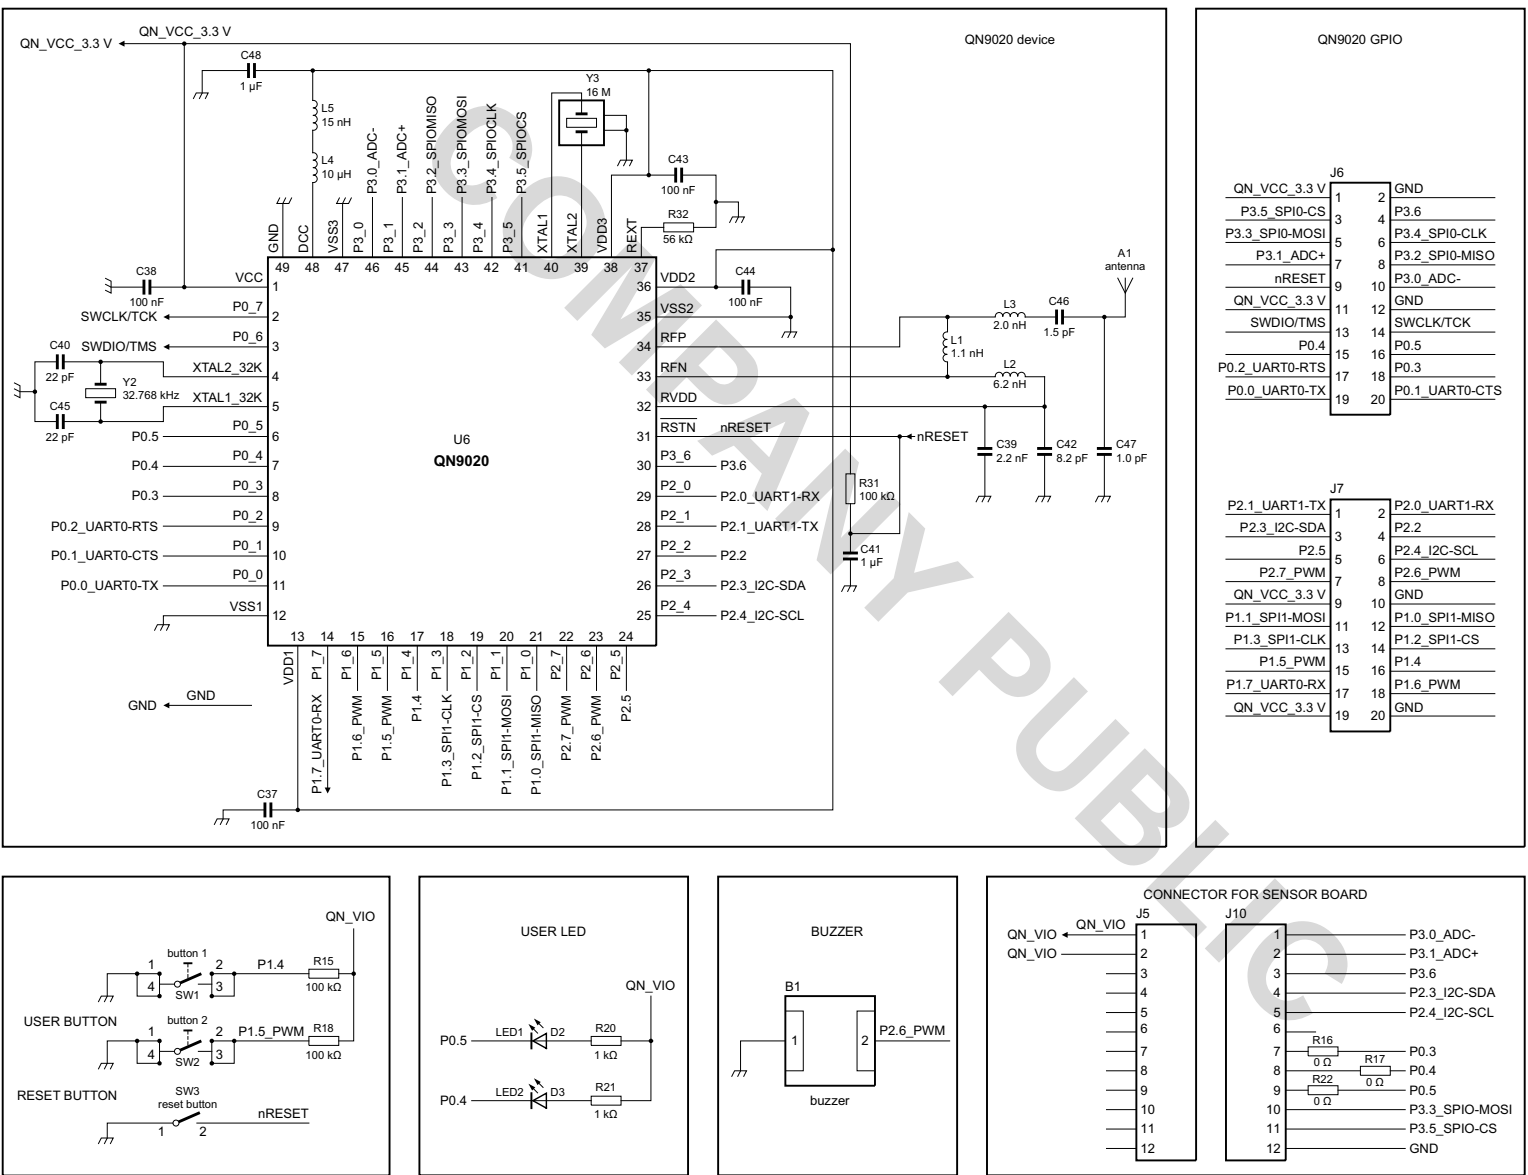 QN9020 device
QN_VCC_3.3 V
QN_VCC_3.3 V
C48
1 µF
L5
15 nH
L4
10 µH
Y3
16 M
P3.0_ADC-
P3.1_ADC+
P3.2_SPIOMISO
P3.3_SPIOMOSI
P3.4_SPIOCLK
P3.5_SPIOCS
C43
100 nF
R32
56 kΩ
GND
DCC
VSS3
P3_0
P3_1
P3_2
P3_3
P3_4
P3_5
XTAL1
XTAL2
VDD3
REXT
49 48 47 46 45 44 43 42 41 40 39 38 37
C38
100 nF
VCC 1
SWCLK/TCK P0_7 2
SWDIO/TMS P0_6 3
XTAL2_32K 4
XTAL1_32K 5
C40
22 pF
Y2
32.768 kHz
C45
22 pF
P0.5 P0_5 6
P0.4 P0_4 7
P0.3 P0_3 8
P0.2_UART0-RTS P0_2 9
P0.1_UART0-CTS P0_1 10
P0.0_UART0-TX P0_0 11
VSS1 12
U6
QN9020
36 VDD2
C44
100 nF
35 VSS2
34 RFP
33 RFN
32 RVDD
31 RSTN nRESET
nRESET
30 P3_6 P3.6
29 P2_0 P2.0_UART1-RX
28 P2_1 P2.1_UART1-TX
27 P2_2 P2.2
26 P2_3 P2.3_I2C-SDA
25 P2_4 P2.4_I2C-SCL
L3
2.0 nH
C46
1.5 pF
A1
antenna
L1
1.1 nH
L2
6.2 nH
C39
2.2 nF
C42
8.2 pF
C47
1.0 pF
R31
100 kΩ
C41
1 µF
13 14 15 16 17 18 19 20 21 22 23 24
VDD1
P1_7
P1_6
P1_5
P1_4
P1_3
P1_2
P1_1
P1_0
P2_7
P2_6
P2_5
P1.7_UART0-RX
P1.6_PWM
P1.5_PWM
P1.4
P1.3_SPI1-CLK
P1.2_SPI1-CS
P1.1_SPI1-MOSI
P1.0_SPI1-MISO
P2.7_PWM
P2.6_PWM
P2.5
GND GND
C37
100 nF
QN9020 GPIO
J6
QN_VCC_3.3 V 1 2 GND
P3.5_SPI0-CS 3 4 P3.6
P3.3_SPI0-MOSI 5 6 P3.4_SPI0-CLK
P3.1_ADC+ 7 8 P3.2_SPI0-MISO
nRESET 9 10 P3.0_ADC-
QN_VCC_3.3 V 11 12 GND
SWDIO/TMS 13 14 SWCLK/TCK
P0.4 15 16 P0.5
P0.2_UART0-RTS 17 18 P0.3
P0.0_UART0-TX 19 20 P0.1_UART0-CTS
J7
P2.1_UART1-TX 1 2 P2.0_UART1-RX
P2.3_I2C-SDA 3 4 P2.2
P2.5 5 6 P2.4_I2C-SCL
P2.7_PWM 7 8 P2.6_PWM
QN_VCC_3.3 V 9 10 GND
P1.1_SPI1-MOSI 11 12 P1.0_SPI1-MISO
P1.3_SPI1-CLK 13 14 P1.2_SPI1-CS
P1.5_PWM 15 16 P1.4
P1.7_UART0-RX 17 18 P1.6_PWM
QN_VCC_3.3 V 19 20 GND
QN_VIO
button 1
1 2 P1.4 R15
4 3 100 kΩ
SW1
USER BUTTON
button 2
1 2 P1.5_PWM R18
4 3 100 kΩ
SW2
RESET BUTTON
SW3
reset button
1 2 nRESET
USER LED
QN_VIO
P0.5 LED1 D2 R20
1 kΩ
P0.4 LED2 D3 R21
1 kΩ
BUZZER
B1
1 2 P2.6_PWM
buzzer
CONNECTOR FOR SENSOR BOARD
J5
QN_VIO QN_VIO 1
QN_VIO 2
3
4
5
6
7
8
9
10
11
12
J10
1 P3.0_ADC-
2 P3.1_ADC+
3 P3.6
4 P2.3_I2C-SDA
5 P2.4_I2C-SCL
6
7 R16 0 Ω P0.3
8 R17 0 Ω P0.4
9 R22 0 Ω P0.5
10 P3.3_SPIO-MOSI
11 P3.5_SPIO-CS
12 GND
COMPANY PUBLIC